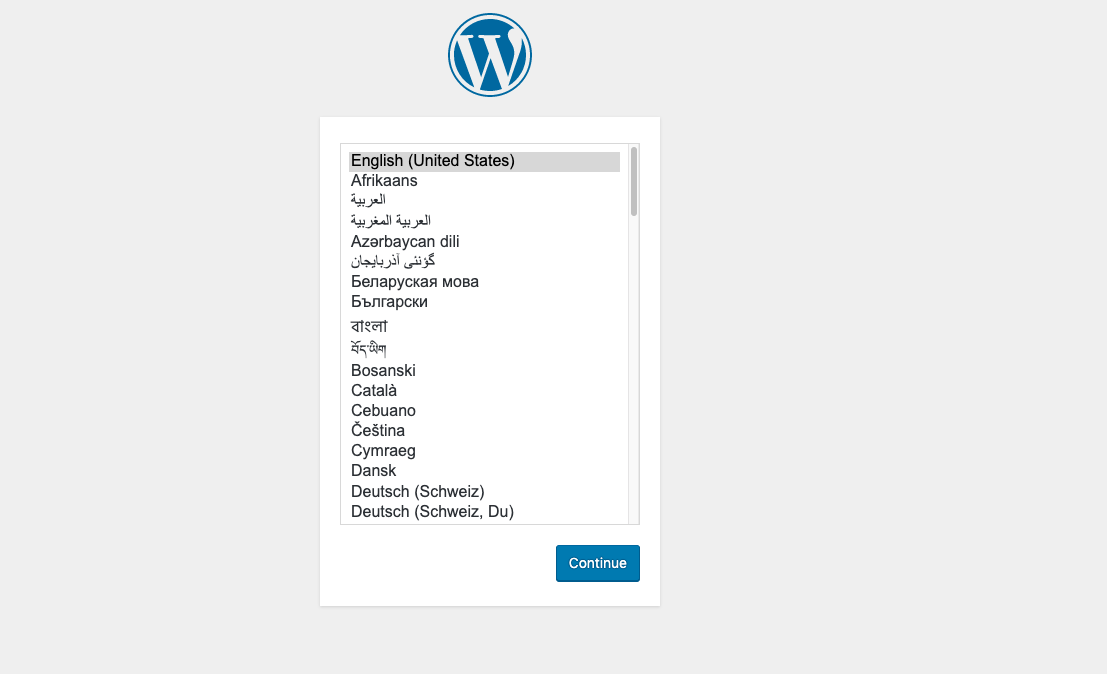 English (United States)
Afrikaans
العربية
العربية المغربية
Azərbaycan dili
گؤنئی آذربایجان
Беларуская мова
Български
বাংলা
བོད་ཡིག
Bosanski
Català
Cebuano
Čeština
Cymraeg
Dansk
Deutsch (Schweiz)
Deutsch (Schweiz, Du)
Continue